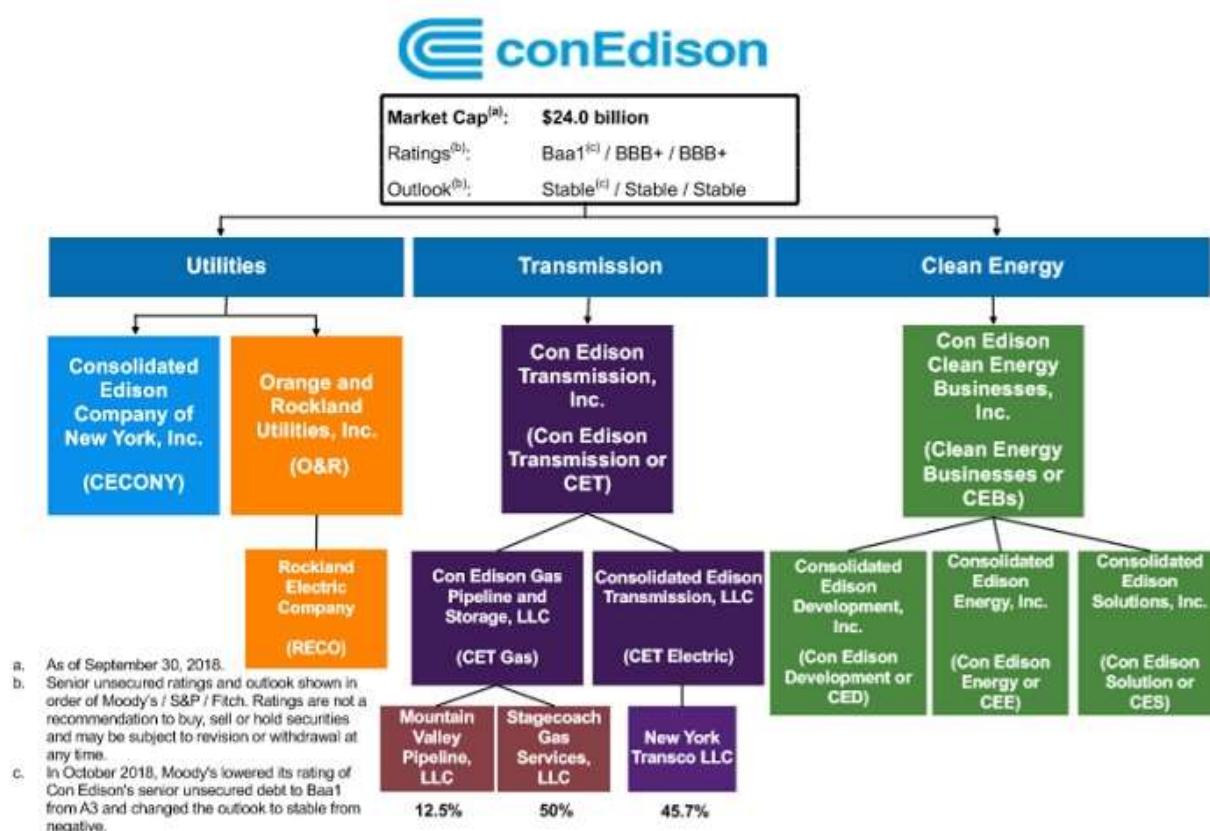 conEdison
Market Cap(a): $24.0 billion
Ratings(b): Baa1(c) / BBB+ / BBB+
Outlook(b): Stable(c) / Stable / Stable
Utilities
Transmission
Clean Energy
Consolidated
Edison
Company of
New York, Inc.
(CECONY)
Orange and
Rockland
Utilities, Inc.
(O&R)
Con Edison
Transmission,
Inc.
(Con Edison
Transmission or
CET)
Con Edison
Clean Energy
Businesses,
Inc.
(Clean Energy
Businesses or
CEBs)
Rockland
Electric
Company
(RECO)
Con Edison Gas
Pipeline and
Storage, LLC
(CET Gas)
Consolidated Edison
Transmission, LLC
(CET Electric)
Consolidated
Edison
Development,
Inc.
(Con Edison
Development or
CED)
Consolidated
Edison
Energy, Inc.
(Con Edison
Energy or
CEE)
Consolidated
Edison
Solutions, Inc.
(Con Edison
Solution or
CES)
Mountain
Valley
Pipeline,
LLC
Stagecoach
Gas
Services,
LLC
New York
Transco LLC
12.5%
50%
45.7%
a. As of September 30, 2018.
b. Senior unsecured ratings and outlook shown in
order of Moody's / S&P / Fitch. Ratings are not a
recommendation to buy, sell or hold securities
and may be subject to revision or withdrawal at
any time.
c. In October 2018, Moody's lowered its rating of
Con Edison's senior unsecured debt to Baa1
from A3 and changed the outlook to stable from
negative.